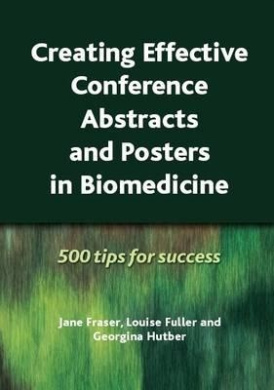 Creating Effective
Conference
Abstracts
and Posters
in Biomedicine
500 tips for success
Jane Fraser, Louise Fuller and
Georgina Hutber